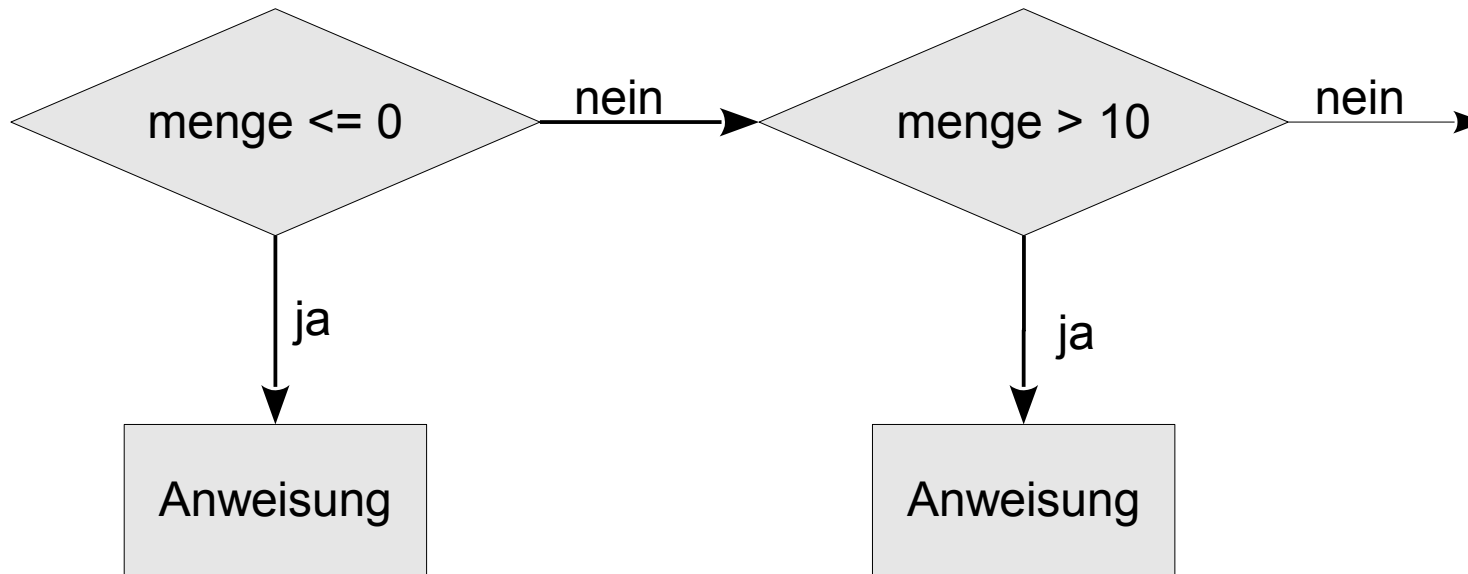 menge <= 0
nein
menge > 10
nein
ja
ja
Anweisung
Anweisung